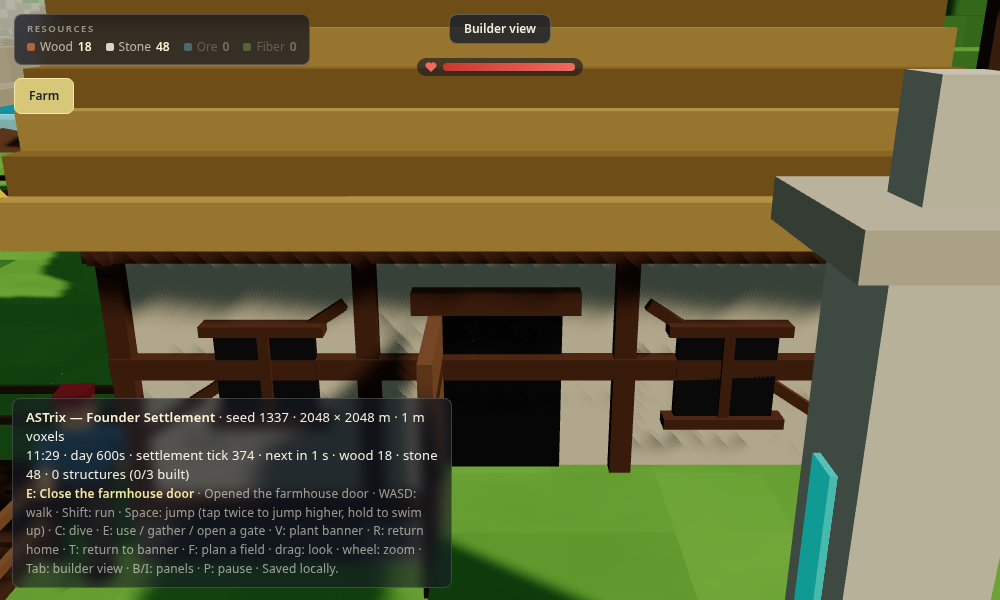 RESOURCES
Wood 18 Stone 48 Ore 0 Fiber 0
Builder view
Farm
ASTrix — Founder Settlement · seed 1337 · 2048 × 2048 m · 1 m
voxels
11:29 · day 600s · settlement tick 374 · next in 1 s · wood 18 · stone
48 · 0 structures (0/3 built)
E: Close the farmhouse door · Opened the farmhouse door · WASD:
walk · Shift: run · Space: jump (tap twice to jump higher, hold to swim
up) · C: dive · E: use / gather / open a gate · V: plant banner · R: return
home · T: return to banner · F: plan a field · drag: look · wheel: zoom ·
Tab: builder view · B/I: panels · P: pause · Saved locally.